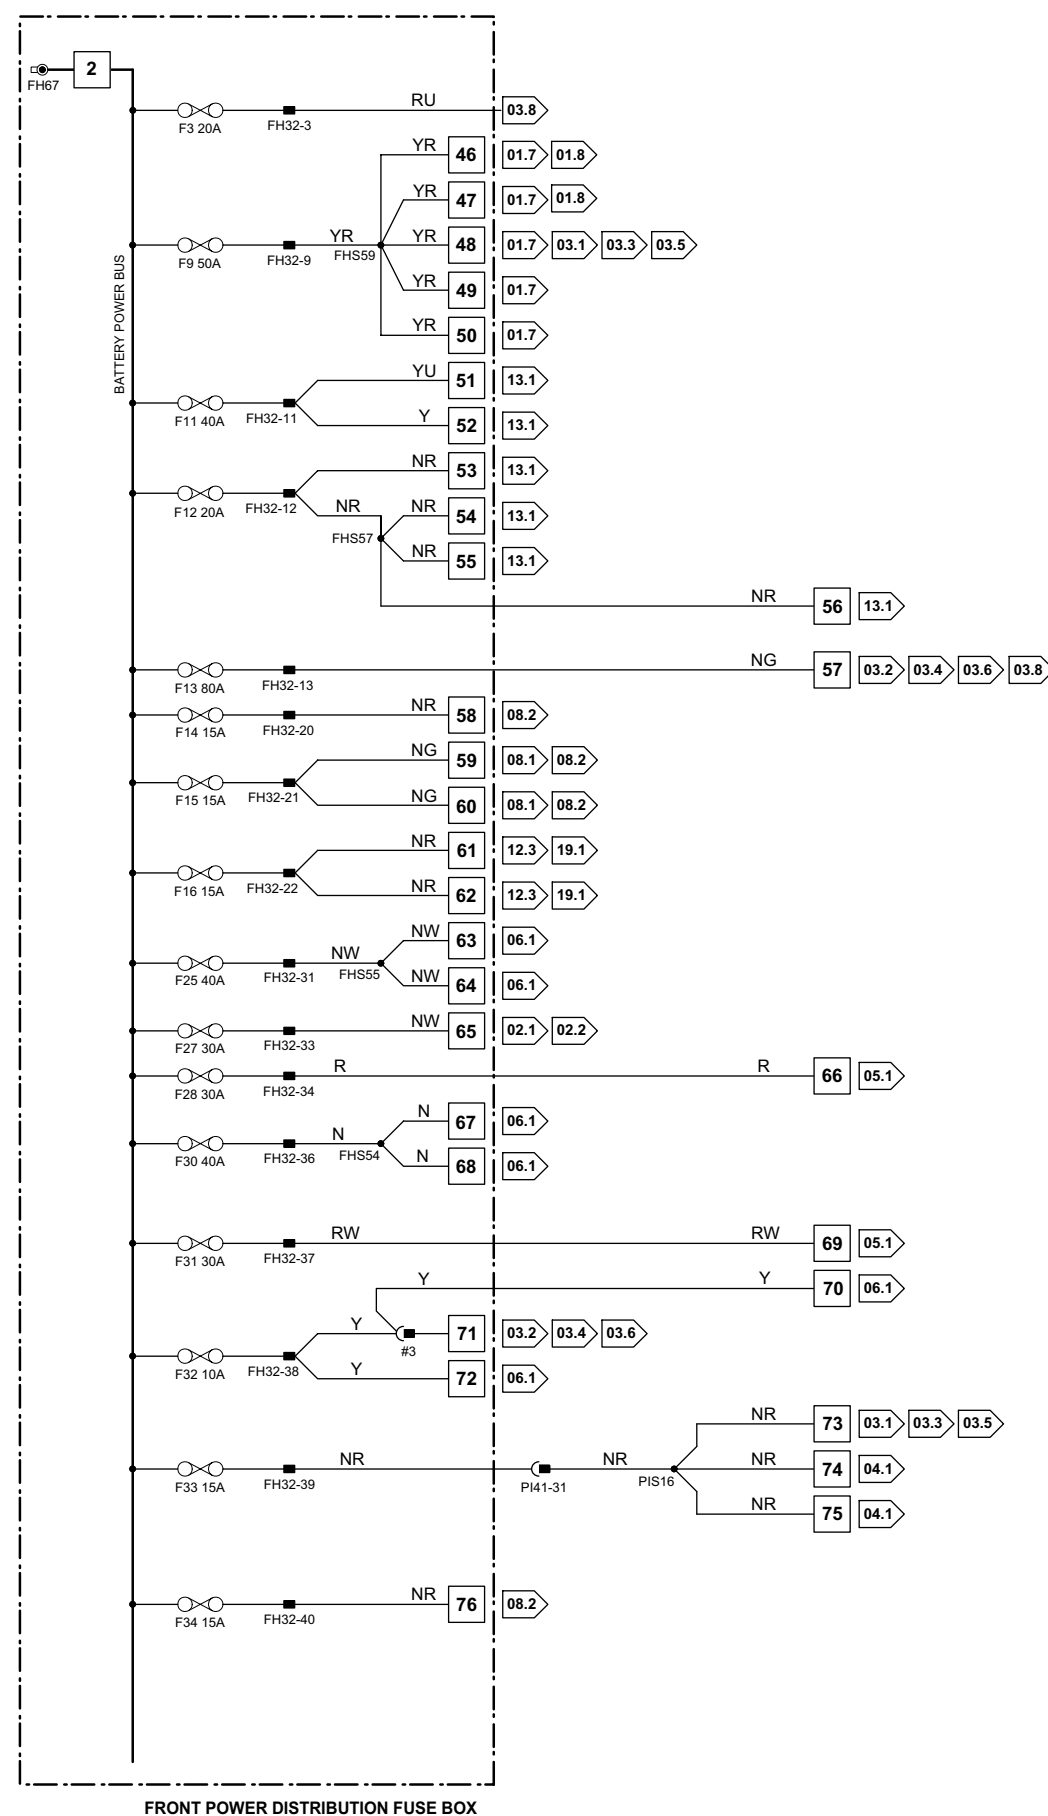 2
FH67
RU
03.8
F3 20A
FH32-3
YR
46
01.7
01.8
YR
47
01.7
01.8
YR
YR
48
01.7
03.1
03.3
03.5
F9 50A
FH32-9
FHS59
YR
49
01.7
YR
50
01.7
BATTERY POWER BUS
YU
51
13.1
F11 40A
FH32-11
Y
52
13.1
NR
53
13.1
F12 20A
FH32-12
NR
NR
54
13.1
FHS57
NR
55
13.1
NR
56
13.1
NG
57
03.2
03.4
03.6
03.8
F13 80A
FH32-13
NR
58
08.2
F14 15A
FH32-20
NG
59
08.1
08.2
F15 15A
FH32-21
NG
60
08.1
08.2
NR
61
12.3
19.1
F16 15A
FH32-22
NR
62
12.3
19.1
NW
63
06.1
NW
F25 40A
FH32-31
FHS55
NW
64
06.1
NW
65
02.1
02.2
F27 30A
FH32-33
R
R
66
05.1
F28 30A
FH32-34
N
67
06.1
N
F30 40A
FH32-36
FHS54
N
68
06.1
RW
RW
69
05.1
F31 30A
FH32-37
Y
Y
70
06.1
Y
71
03.2
03.4
03.6
#3
F32 10A
FH32-38
Y
72
06.1
NR
73
03.1
03.3
03.5
NR
NR
NR
74
04.1
F33 15A
FH32-39
PI41-31
PIS16
NR
75
04.1
NR
76
08.2
F34 15A
FH32-40
FRONT POWER DISTRIBUTION FUSE BOX